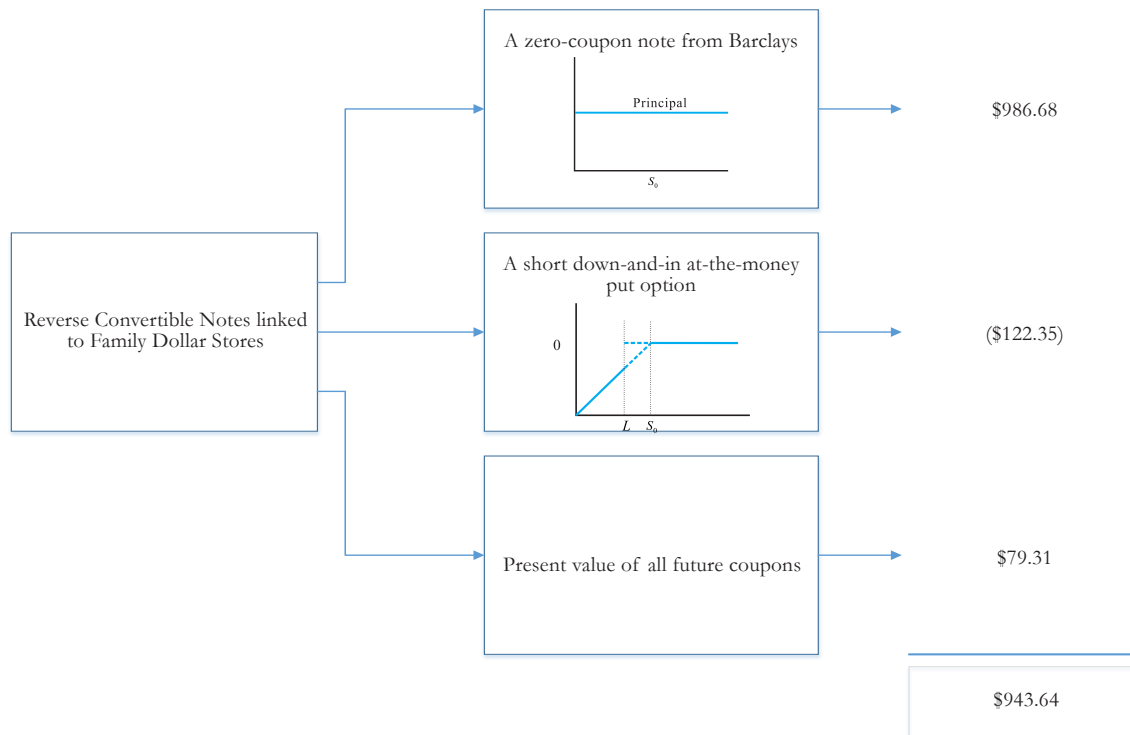 A zero-coupon note from Barclays
Principal
S₀
$986.68
Reverse Convertible Notes linked
to Family Dollar Stores
A short down-and-in at-the-money
put option
0
L S₀
($122.35)
Present value of all future coupons
$79.31
$943.64